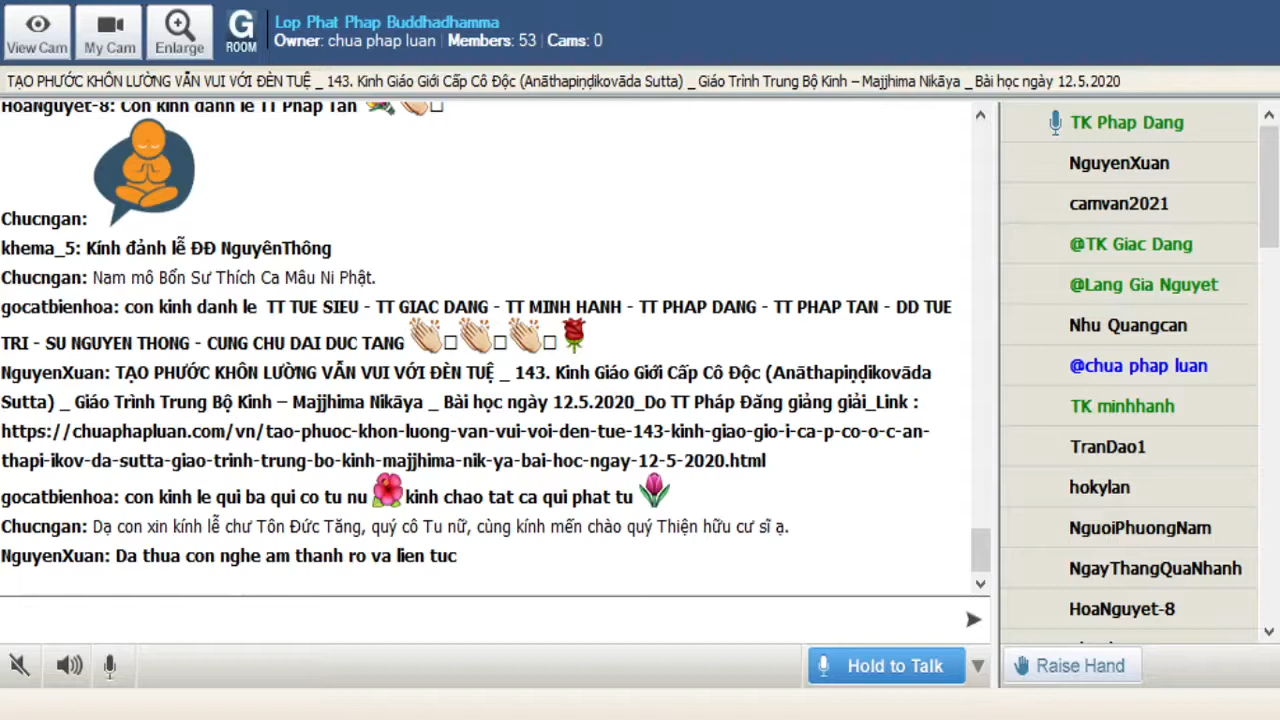 View Cam
My Cam
Enlarge
G
ROOM
Lop Phat Phap Buddhadhamma
Owner: chua phap luan | Members: 53 | Cams: 0
TẠO PHƯỚC KHÔN LƯỜNG VẪN VUI VỚI ĐÈN TUỆ _ 143. Kinh Giáo Giới Cấp Cô Độc (Anāthapiṇḍikovāda Sutta) _ Giáo Trình Trung Bộ Kinh – Majjhima Nikāya _ Bài học ngày 12.5.2020
HoaNguyet-8: Con kinh danh le TT Phap Tan
Chucngan:
khema_5: Kính đảnh lễ ĐĐ NguyênThông
Chucngan: Nam mô Bổn Sư Thích Ca Mâu Ni Phật.
gocatbienhoa: con kinh danh le TT TUE SIEU - TT GIAC DANG - TT MINH HANH - TT PHAP DANG - TT PHAP TAN - DD TUE
TRI - SU NGUYEN THONG - CUNG CHU DAI DUC TANG
NguyenXuan: TẠO PHƯỚC KHÔN LƯỜNG VẪN VUI VỚI ĐÈN TUỆ _ 143. Kinh Giáo Giới Cấp Cô Độc (Anāthapiṇḍikovāda
Sutta) _ Giáo Trình Trung Bộ Kinh – Majjhima Nikāya _ Bài học ngày 12.5.2020_Do TT Pháp Đăng giảng giải_Link :
https://chuaphapluan.com/vn/tao-phuoc-khon-luong-van-vui-voi-den-tue-143-kinh-giao-gio-i-ca-p-co-o-c-an-
thapi-ikov-da-sutta-giao-trinh-trung-bo-kinh-majjhima-nik-ya-bai-hoc-ngay-12-5-2020.html
gocatbienhoa: con kinh le qui ba qui co tu nu kinh chao tat ca qui phat tu
Chucngan: Dạ con xin kính lễ chư Tôn Đức Tăng, quý cô Tu nữ, cùng kính mến chào quý Thiện hữu cư sĩ ạ.
NguyenXuan: Da thua con nghe am thanh ro va lien tuc
Hold to Talk
TK Phap Dang
NguyenXuan
camvan2021
@TK Giac Dang
@Lang Gia Nguyet
Nhu Quangcan
@chua phap luan
TK minhhanh
TranDao1
hokylan
NguoiPhuongNam
NgayThangQuaNhanh
HoaNguyet-8
Raise Hand